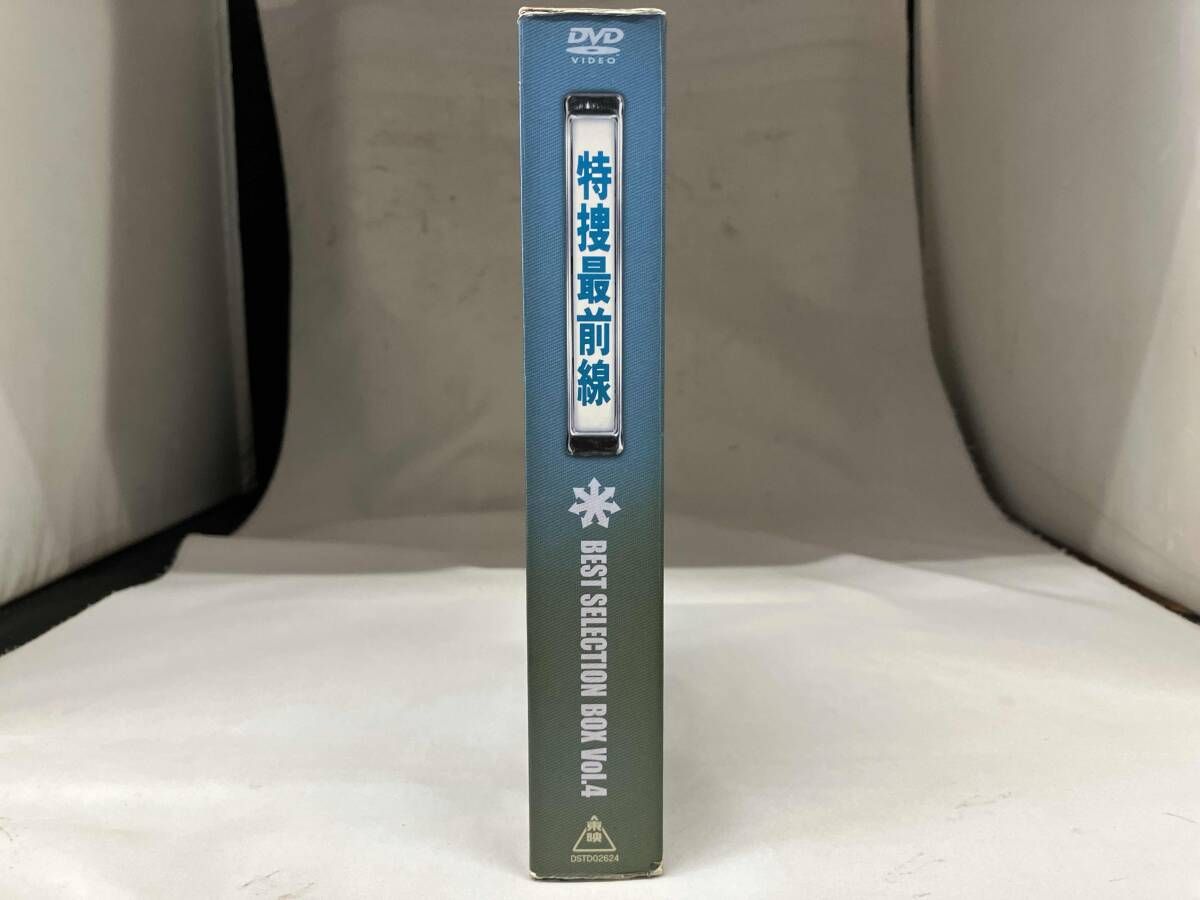 DVD
VIDEO
特捜最前線
BEST SELECTION BOX Vol.4
東映
DSTD02624